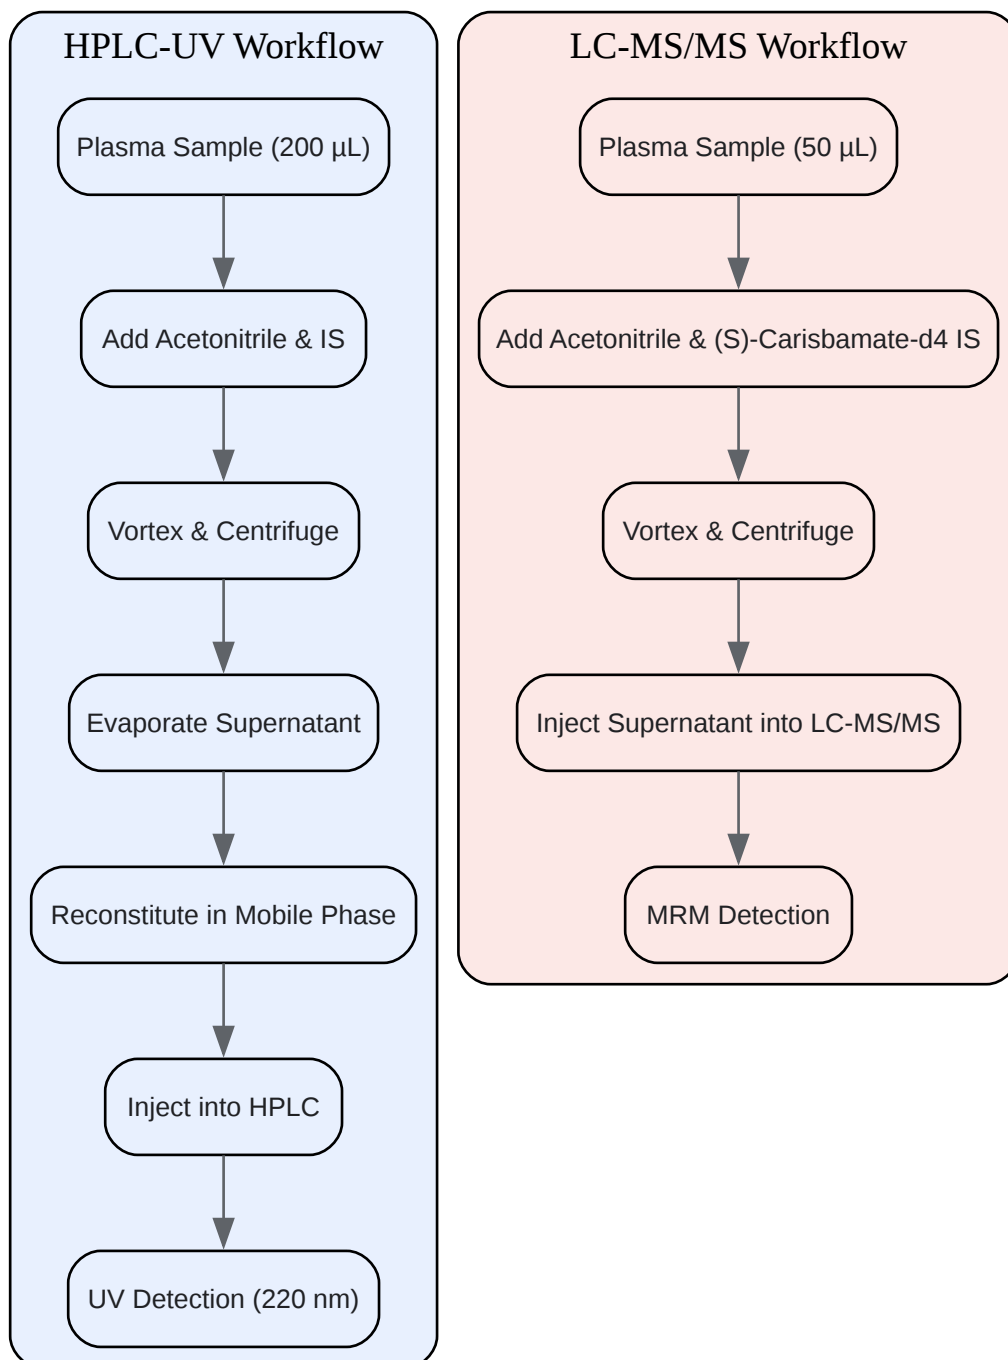 HPLC-UV Workflow
Plasma Sample (200 µL)
Add Acetonitrile & IS
Vortex & Centrifuge
Evaporate Supernatant
Reconstitute in Mobile Phase
Inject into HPLC
UV Detection (220 nm)
LC-MS/MS Workflow
Plasma Sample (50 µL)
Add Acetonitrile & (S)-Carisbamate-d4 IS
Vortex & Centrifuge
Inject Supernatant into LC-MS/MS
MRM Detection